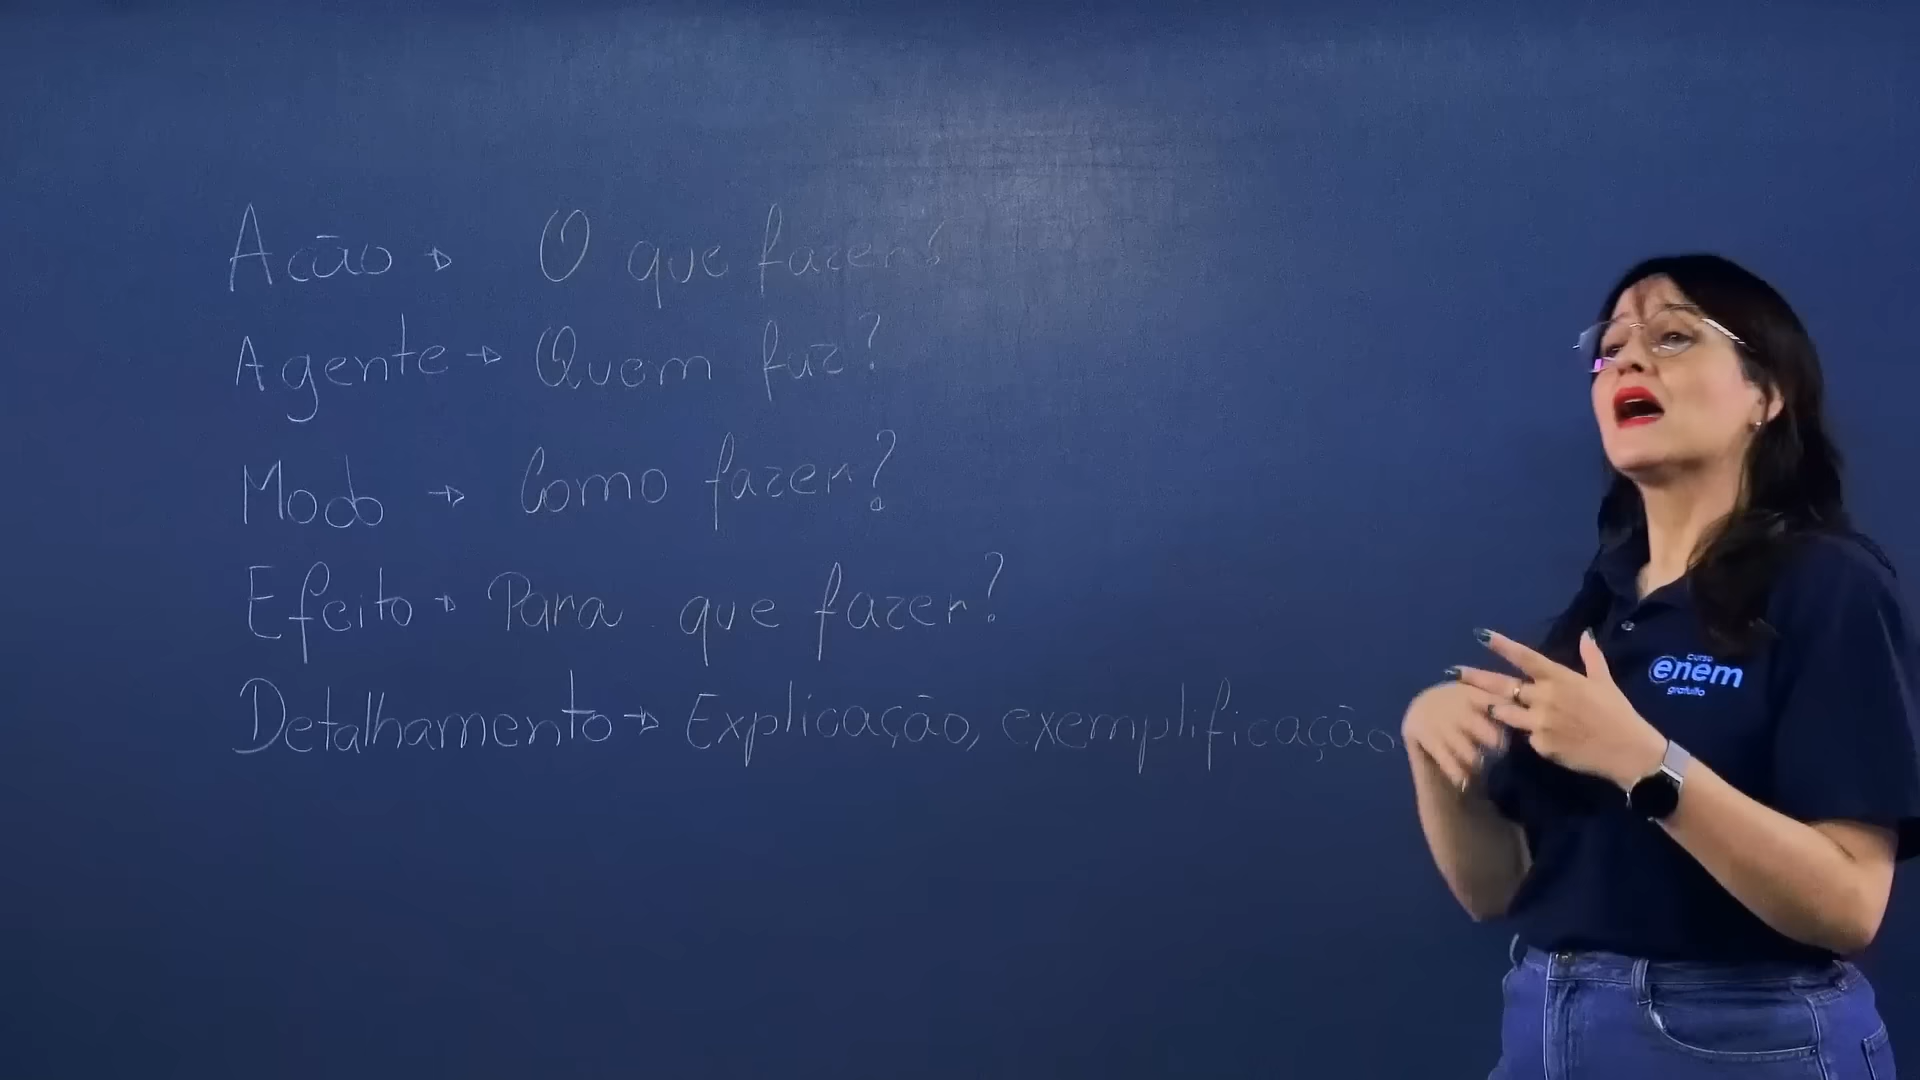 Ação → O que fazer?
Agente → Quem faz?
Modo → Como fazer?
Efeito → Para que fazer?
Detalhamento → Explicação, exemplificação
curso
enem
gratuito